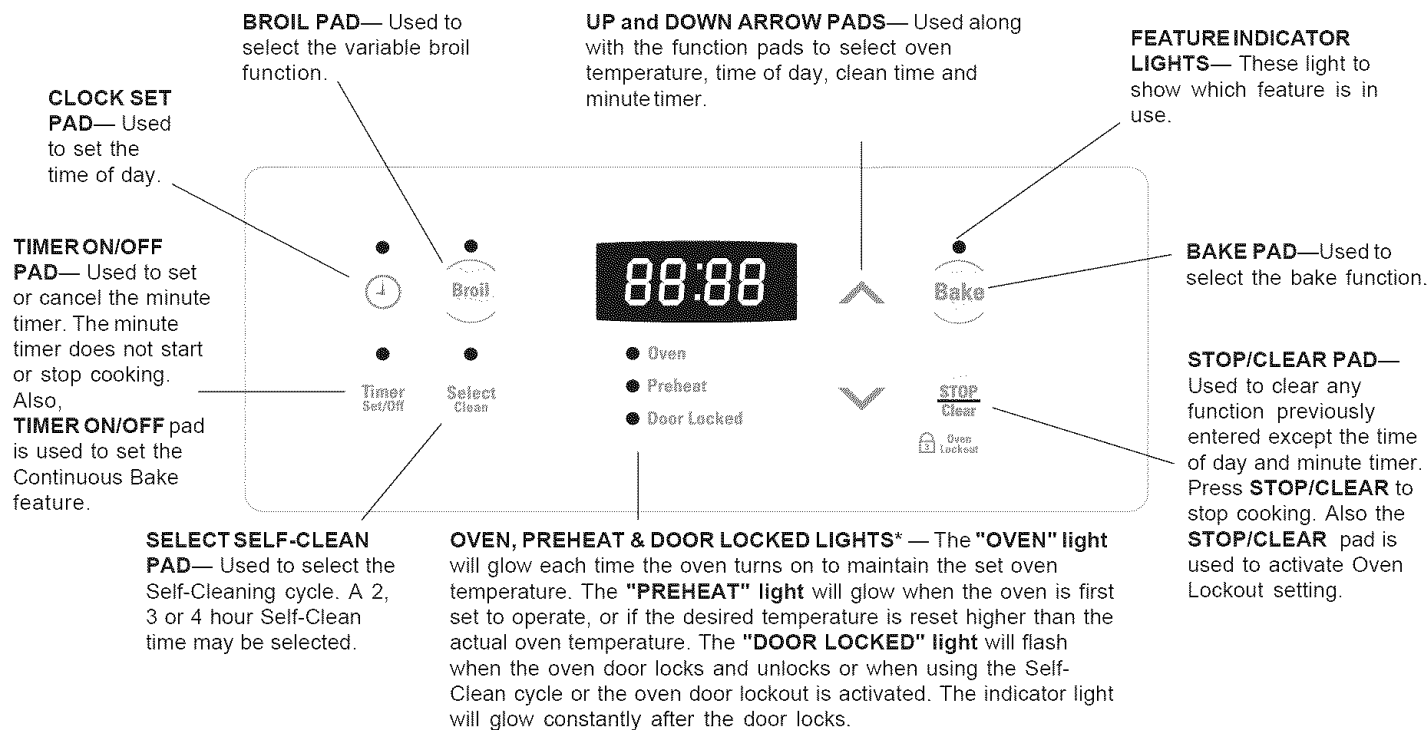 BROIL PAD— Used to
select the variable broil
function.
UP and DOWN ARROW PADS— Used along
with the function pads to select oven
temperature, time of day, clean time and
minute timer.
FEATURE INDICATOR
LIGHTS— These light to
show which feature is in
use.
CLOCK SET
PAD— Used
to set the
time of day.
TIMER ON/OFF
PAD— Used to set
or cancel the minute
timer. The minute
timer does not start
or stop cooking.
Also,
TIMER ON/OFF pad
is used to set the
Continuous Bake
feature.
Broil
88:88
Bake
Timer
Set/Off
Select
Clean
Oven
Preheat
Door Locked
STOP
Clear
3
Oven
Lockout
BAKE PAD—Used to
select the bake function.
STOP/CLEAR PAD—
Used to clear any
function previously
entered except the time
of day and minute timer.
Press STOP/CLEAR to
stop cooking. Also the
STOP/CLEAR pad is
used to activate Oven
Lockout setting.
SELECT SELF-CLEAN
PAD— Used to select the
Self-Cleaning cycle. A 2,
3 or 4 hour Self-Clean
time may be selected.
OVEN, PREHEAT & DOOR LOCKED LIGHTS* — The "OVEN" light
will glow each time the oven turns on to maintain the set oven
temperature. The "PREHEAT" light will glow when the oven is first
set to operate, or if the desired temperature is reset higher than the
actual oven temperature. The "DOOR LOCKED" light will flash
when the oven door locks and unlocks or when using the Self-
Clean cycle or the oven door lockout is activated. The indicator light
will glow constantly after the door locks.